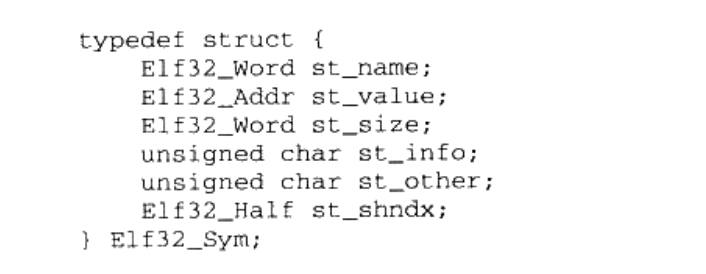 typedef struct {
    Elf32_Word st_name;
    Elf32_Addr st_value;
    Elf32_Word st_size;
    unsigned char st_info;
    unsigned char st_other;
    Elf32_Half st_shndx;
} Elf32_Sym;